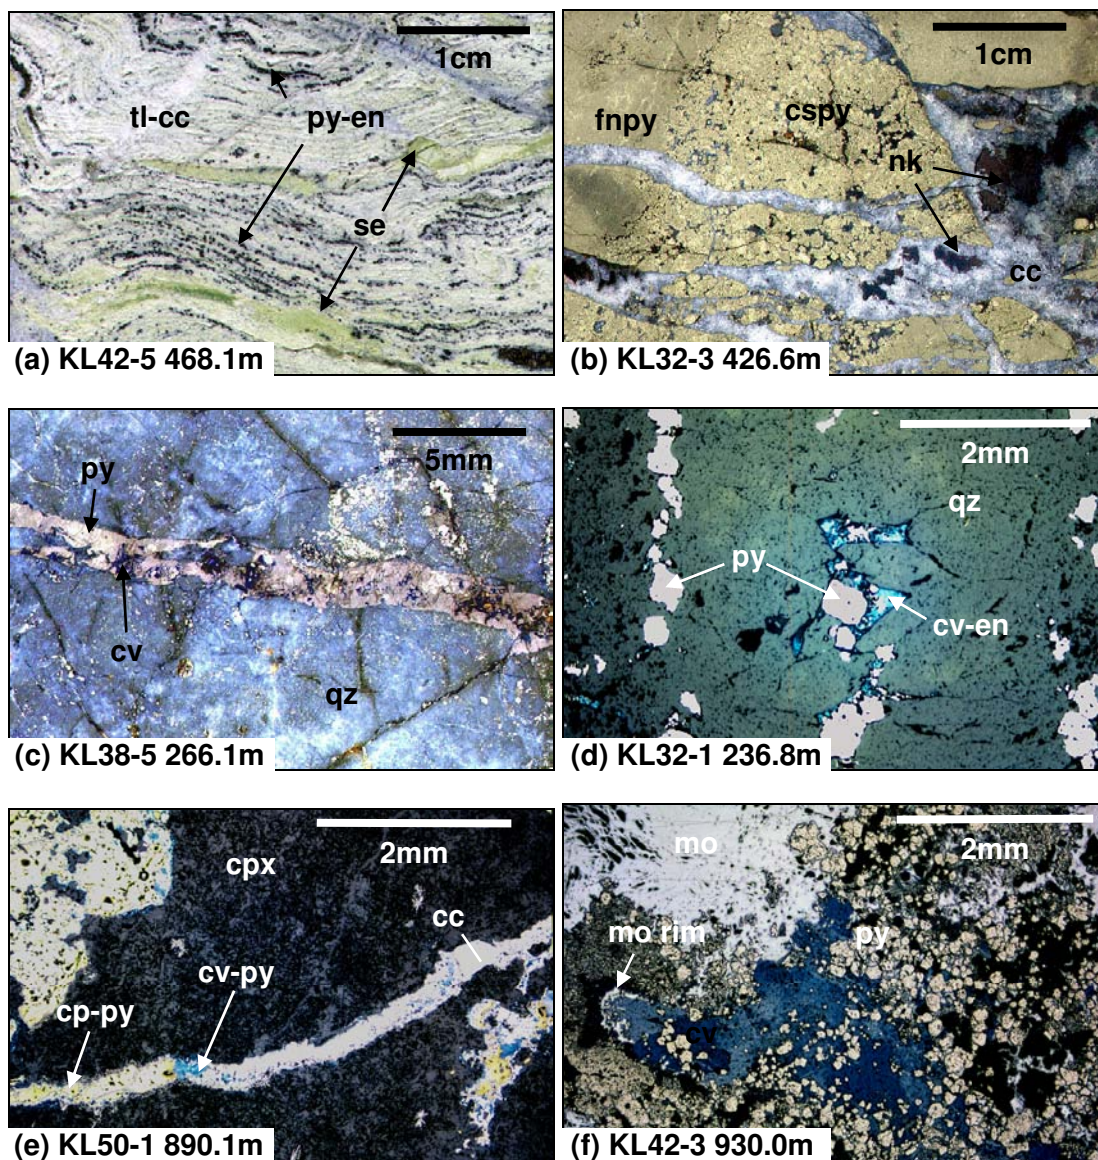 1cm
tl-cc
py-en
se
(a) KL42-5 468.1m
1cm
fnpy
cspy
nk
cc
(b) KL32-3 426.6m
5mm
py
cv
qz
(c) KL38-5 266.1m
2mm
qz
py
cv-en
(d) KL32-1 236.8m
2mm
cpx
cc
cv-py
cp-py
(e) KL50-1 890.1m
mo
2mm
mo rim
py
cv
(f) KL42-3 930.0m